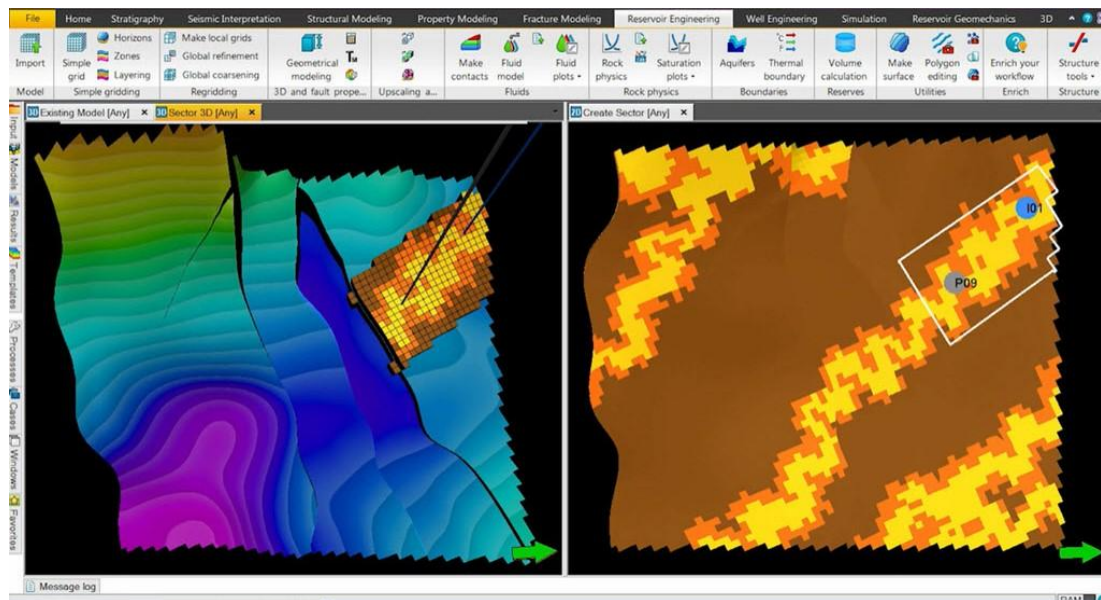 File Home Stratigraphy Seismic Interpretation Structural Modeling Property Modeling Fracture Modeling Reservoir Engineering Well Engineering Simulation Reservoir Geomechanics 3D
Import
Model
Simple grid
Horizons
Zones
Layering
Simple gridding
Make local grids
Global refinement
Global coarsening
Regridding
Geometrical modeling
3D and fault prope...
Upscaling a...
Make contacts
Fluid model
Fluid plots
Fluids
Rock physics
Saturation plots
Rock physics
Aquifers
Thermal boundary
Boundaries
Volume calculation
Reserves
Make surface
Polygon editing
Utilities
Enrich your workflow
Enrich
Structure tools
Structure
3D Existing Model [Any]
3D Sector 3D [Any]
2D Create Sector [Any]
Input
Models
Results
Templates
Processes
Cases
Windows
Favorites
I01
P09
Message log